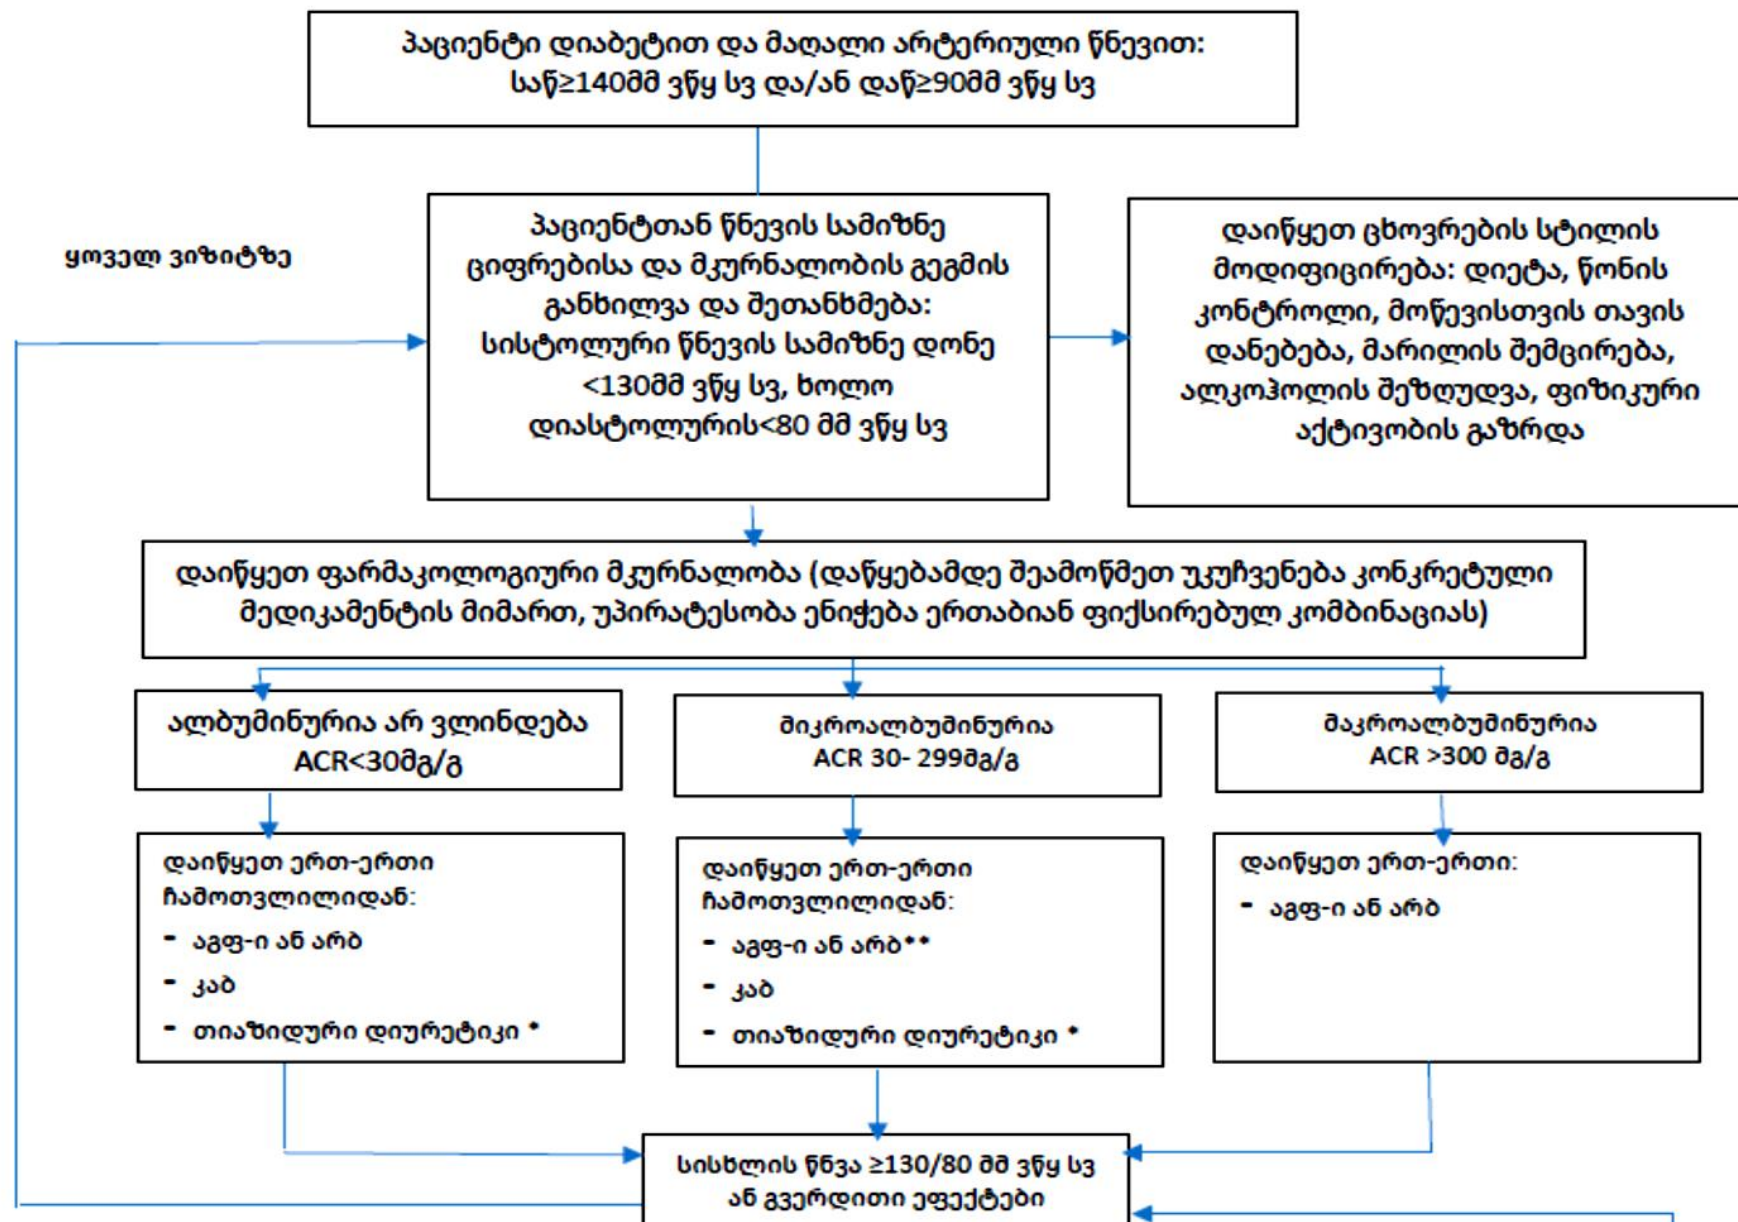 პაციენტი დიაბეტით და მაღალი არტერიული წნევით:
საწ≥140მმ ვწყ სვ და/ან დაწ≥90მმ ვწყ სვ
ყოველ ვიზიტზე
პაციენტთან წნევის სამიზნე
ციფრებისა და მკურნალობის გეგმის
განხილვა და შეთანხმება:
სისტოლური წნევის სამიზნე დონე
<130მმ ვწყ სვ, ხოლო
დიასტოლურის<80 მმ ვწყ სვ
დაიწყეთ ცხოვრების სტილის
მოდიფიცირება: დიეტა, წონის
კონტროლი, მოწევისთვის თავის
დანებება, მარილის შემცირება,
ალკოჰოლის შეზღუდვა, ფიზიკური
აქტივობის გაზრდა
დაიწყეთ ფარმაკოლოგიური მკურნალობა (დაწყებამდე შეამოწმეთ უკუჩვენება კონკრეტული
მედიკამენტის მიმართ, უპირატესობა ენიჭება ერთაბიან ფიქსირებულ კომბინაციას)
ალბუმინურია არ ვლინდება
ACR<30მგ/გ
მიკროალბუმინურია
ACR 30- 299მგ/გ
მაკროალბუმინურია
ACR >300 მგ/გ
დაიწყეთ ერთ-ერთი
ჩამოთვლილიდან:
- აგფ-ი ან არბ
- კაბ
- თიაზიდური დიურეტიკი *
დაიწყეთ ერთ-ერთი
ჩამოთვლილიდან:
- აგფ-ი ან არბ**
- კაბ
- თიაზიდური დიურეტიკი *
დაიწყეთ ერთ-ერთი:
- აგფ-ი ან არბ
სისხლის წნვა ≥130/80 მმ ვწყ სვ
ან გვერდითი ეფექტები